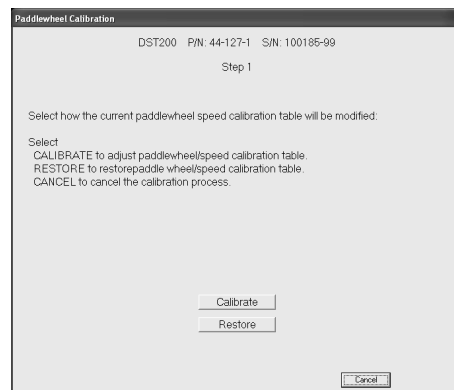 Paddlewheel Calibration
DST200 P/N: 44-127-1 S/N: 100185-99
Step 1
Select how the current paddlewheel speed calibration table will be modified:
Select
CALIBRATE to adjust paddlewheel/speed calibration table.
RESTORE to restorepaddle wheel/speed calibration table.
CANCEL to cancel the calibration process.
Calibrate
Restore
Cancel